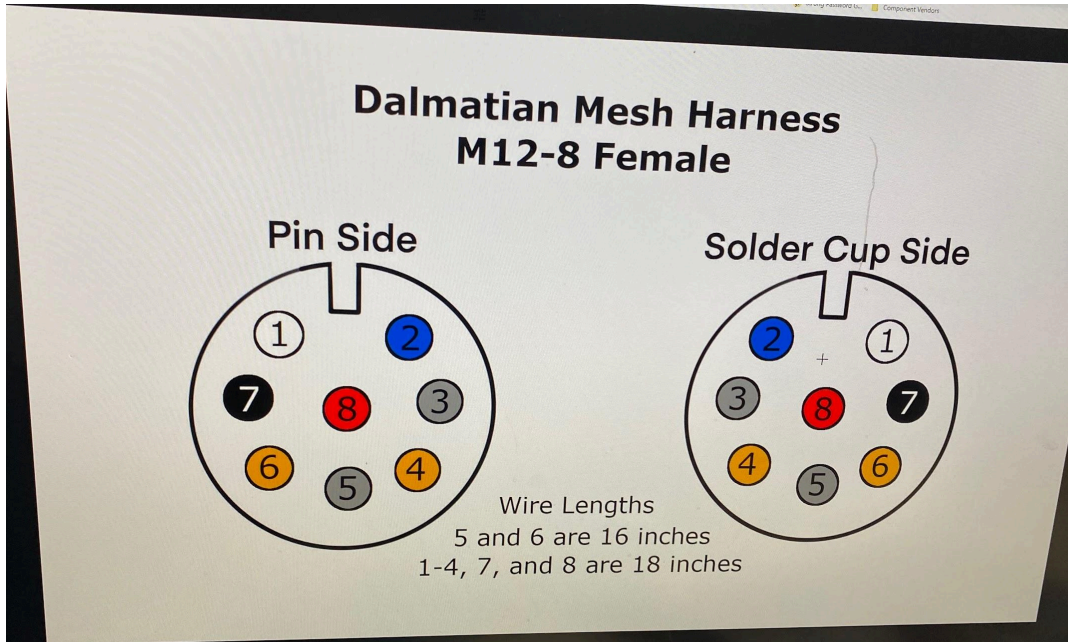 Component Vendors
Dalmatian Mesh Harness
M12-8 Female
Pin Side
Solder Cup Side
1
2
7
8
3
6
5
4
2
1
3
8
7
4
5
6
Wire Lengths
5 and 6 are 16 inches
1-4, 7, and 8 are 18 inches